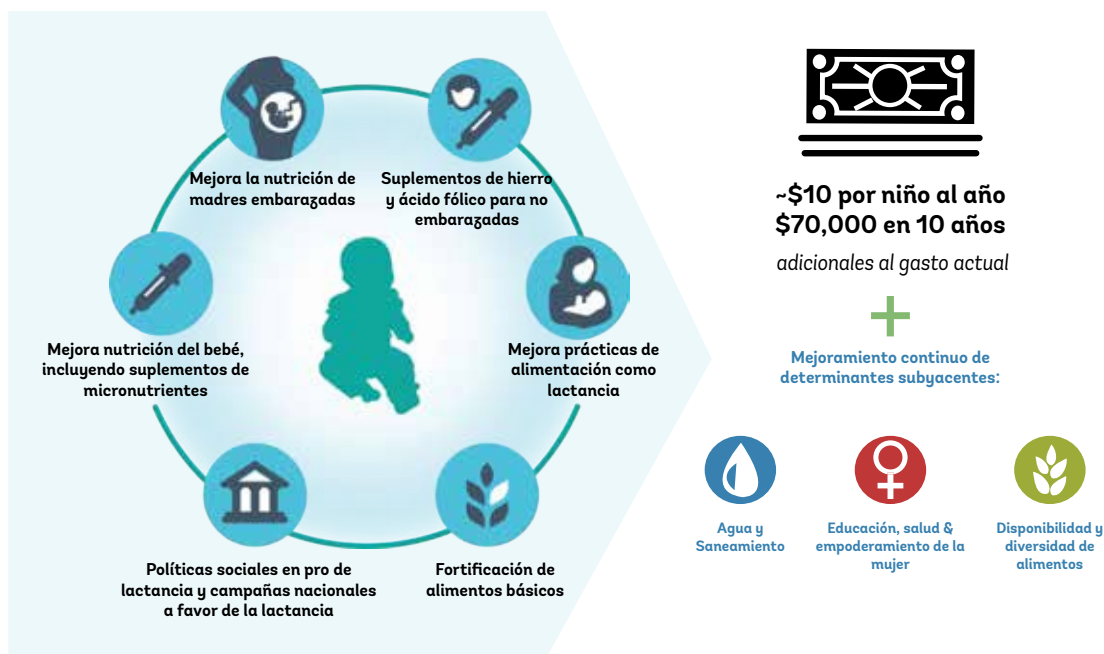 Mejora la nutrición de
madres embarazadas
Suplementos de hierro
y ácido fólico para no
embarazadas
Mejora nutrición del bebé,
incluyendo suplementos de
micronutrientes
Mejora prácticas de
alimentación como
lactancia
Políticas sociales en pro de
lactancia y campañas nacionales
a favor de la lactancia
Fortificación de
alimentos básicos
~$10 por niño al año
$70,000 en 10 años
adicionales al gasto actual
+
Mejoramiento continuo de
determinantes subyacentes:
Agua y
Saneamiento
Educación, salud &
empoderamiento de la
mujer
Disponibilidad y
diversidad de
alimentos